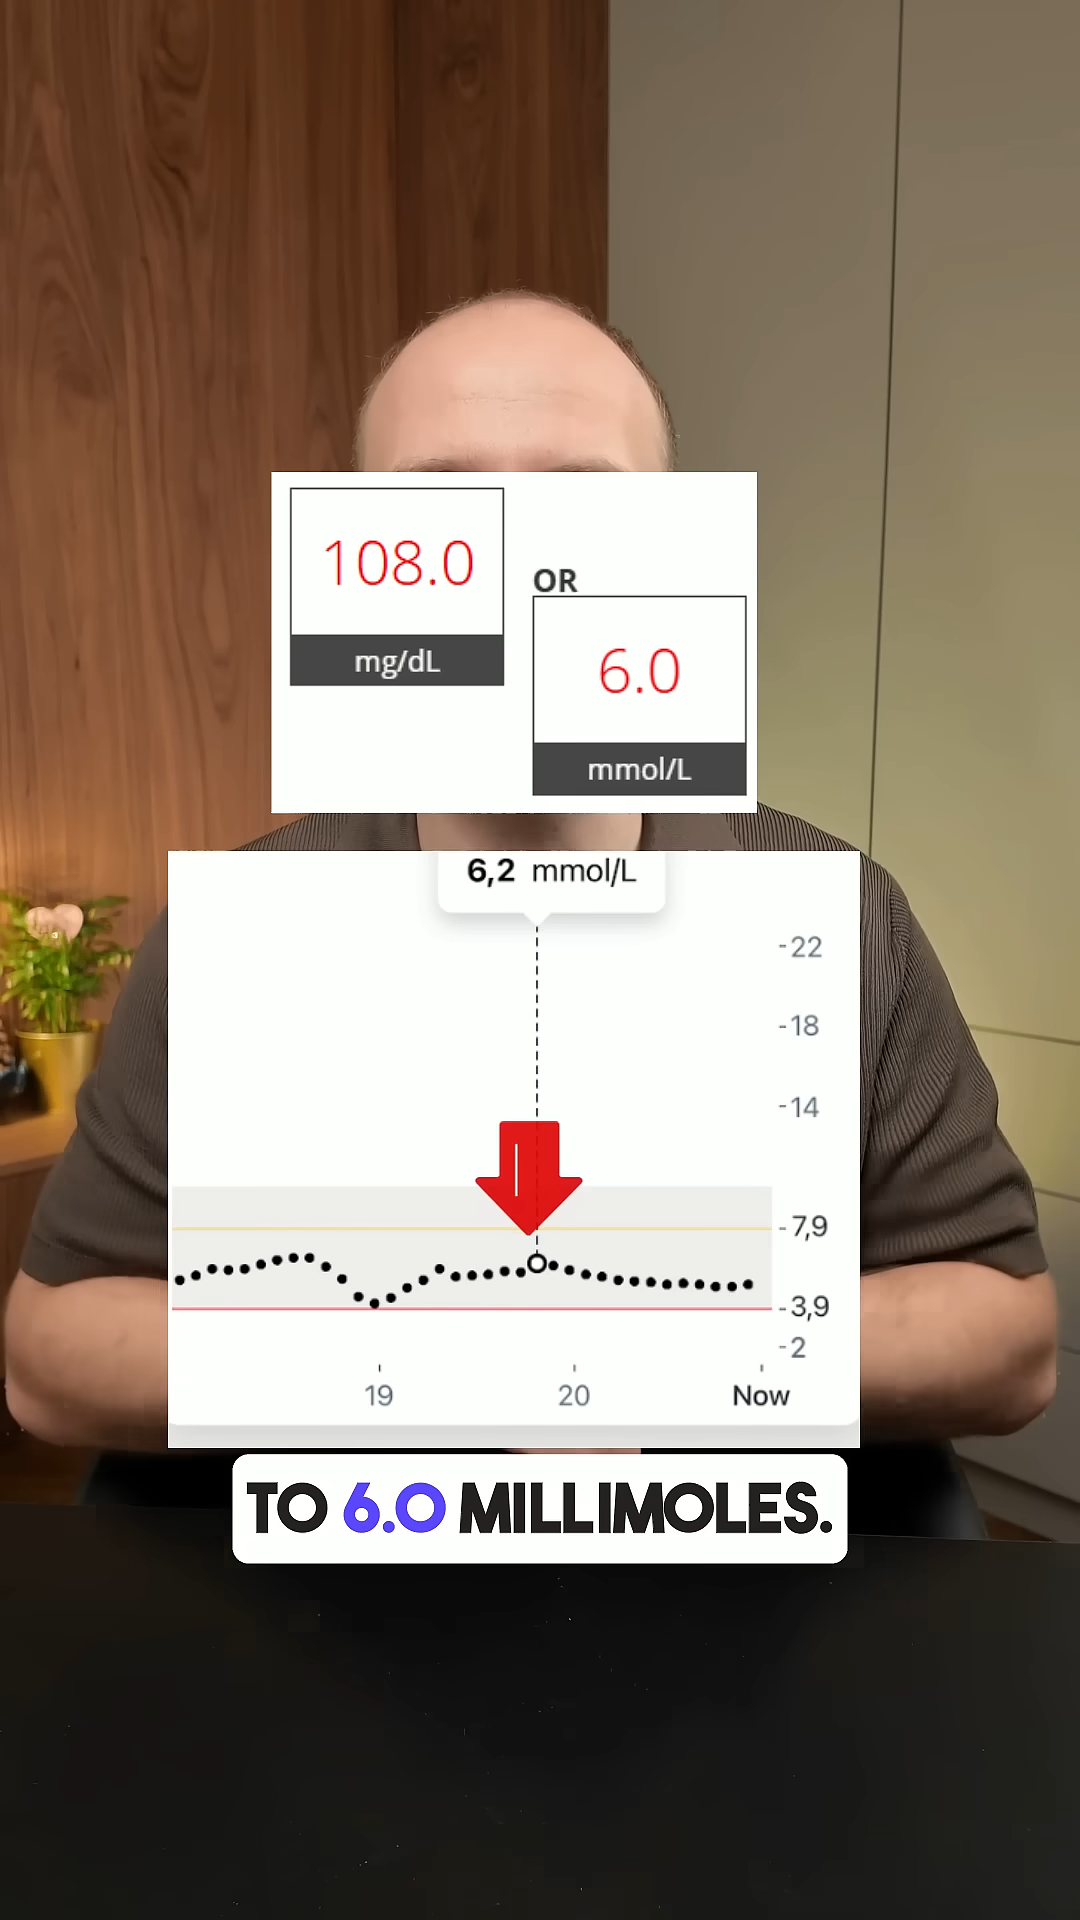 108.0
mg/dL
OR
6.0
mmol/L
6,2 mmol/L
-22
-18
-14
-7,9
-3,9
-2
19 20 Now
TO 6.0 MILLIMOLES.